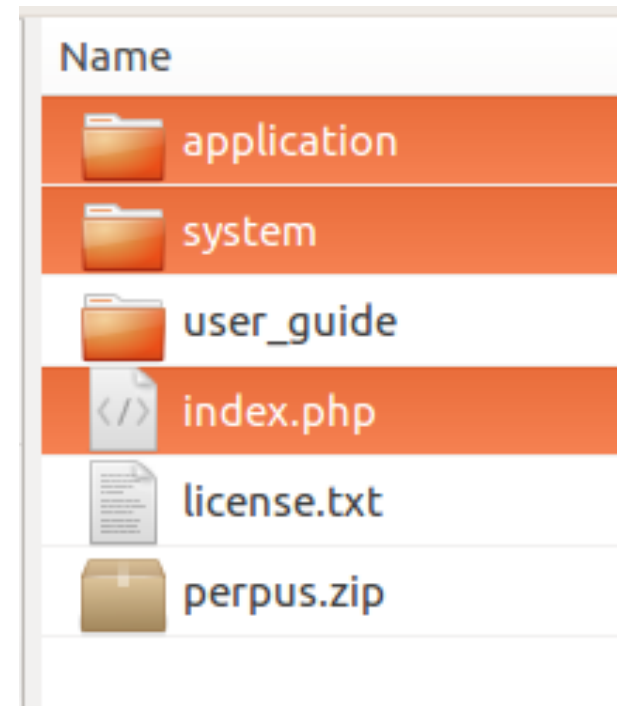 Name
application
system
user_guide
index.php
license.txt
perpus.zip